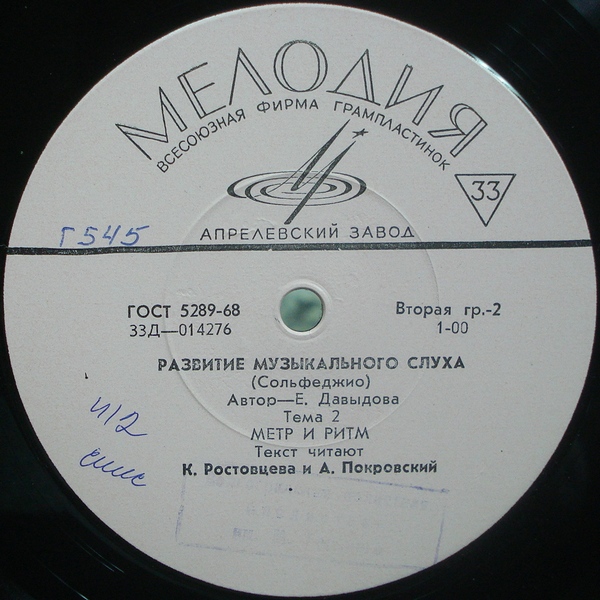 МЕЛОДИЯ
ВСЕСОЮЗНАЯ ФИРМА ГРАМПЛАСТИНОК
33
АПРЕЛЕВСКИЙ ЗАВОД
Г545
ГОСТ 5289-68
33Д—014276
Вторая гр.-2
1-00
РАЗВИТИЕ МУЗЫКАЛЬНОГО СЛУХА
(Сольфеджио)
Автор—Е. Давыдова
Тема 2
МЕТР И РИТМ
Текст читают
К. Ростовцева и А. Покровский